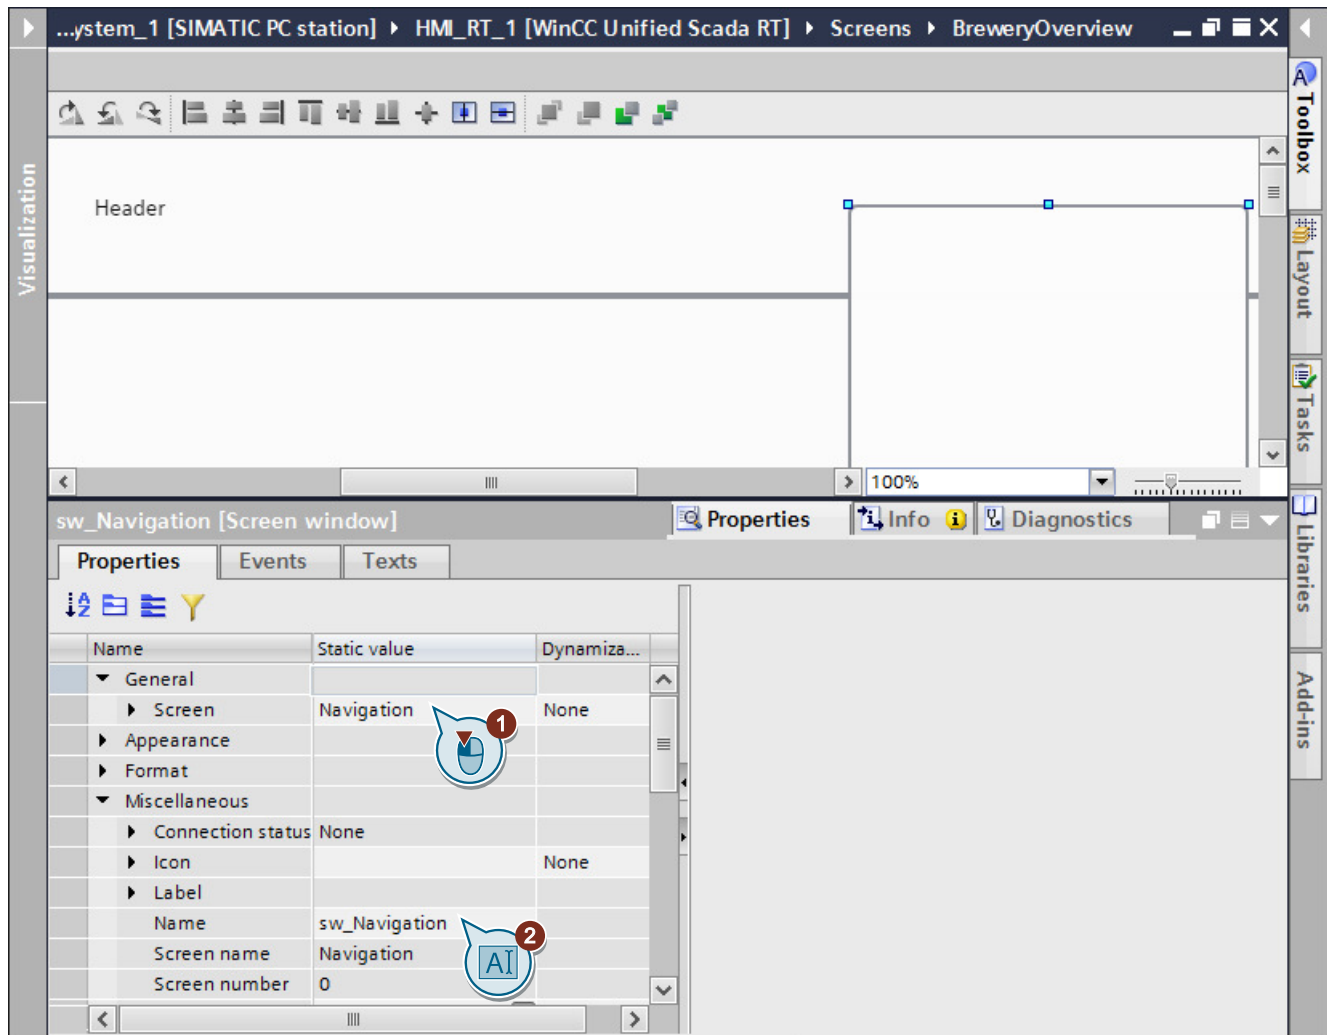 ...ystem_1 [SIMATIC PC station] HMI_RT_1 [WinCC Unified Scada RT] Screens BreweryOverview
Toolbox
Layout
Tasks
Libraries
Add-ins
Visualization
Header
100%
sw_Navigation [Screen window]
Properties Info Diagnostics
Properties Events Texts
Name Static value Dynamiza...
General
Screen Navigation None
1
Appearance
Format
Miscellaneous
Connection status None
Icon None
Label
Name sw_Navigation
2
Screen name Navigation
AI
Screen number 0